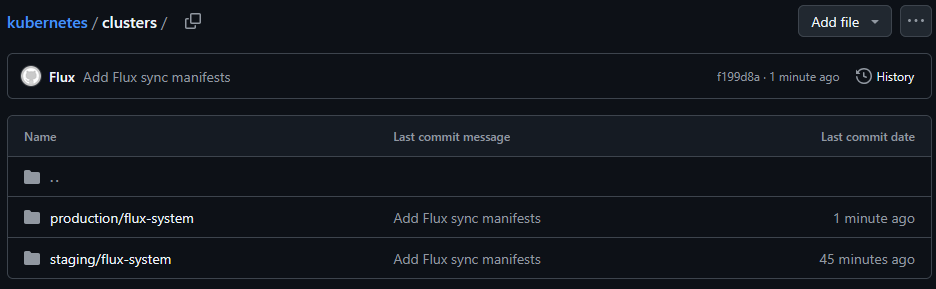 kubernetes / clusters /
Add file
Flux Add Flux sync manifests f199d8a · 1 minute ago History
Name Last commit message Last commit date
..
production/flux-system Add Flux sync manifests 1 minute ago
staging/flux-system Add Flux sync manifests 45 minutes ago